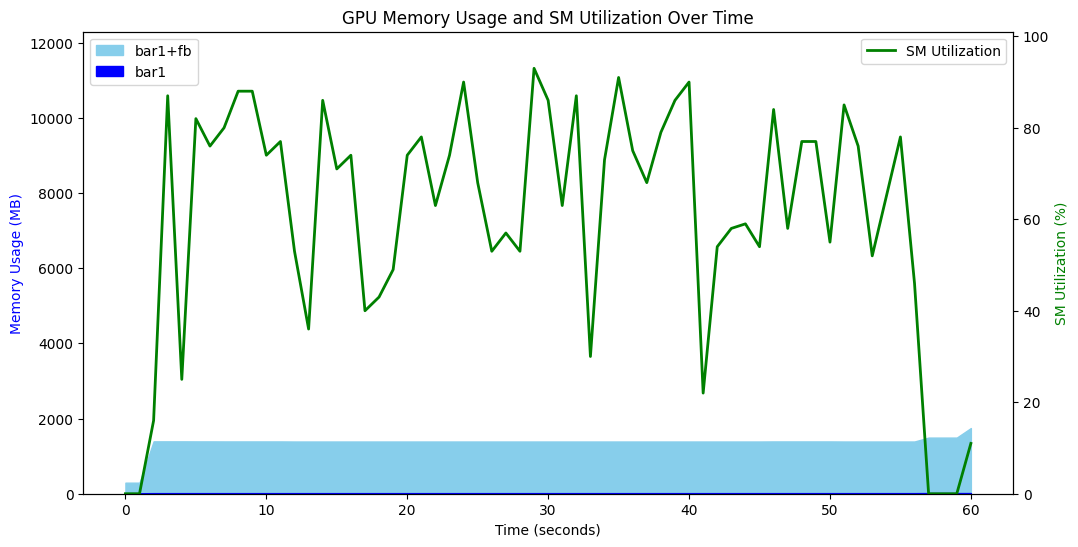 GPU Memory Usage and SM Utilization Over Time
bar1+fb
bar1
SM Utilization
Memory Usage (MB)
12000
10000
8000
6000
4000
2000
0
100
80
60
40
20
0
SM Utilization (%)
0 10 20 30 40 50 60
Time (seconds)